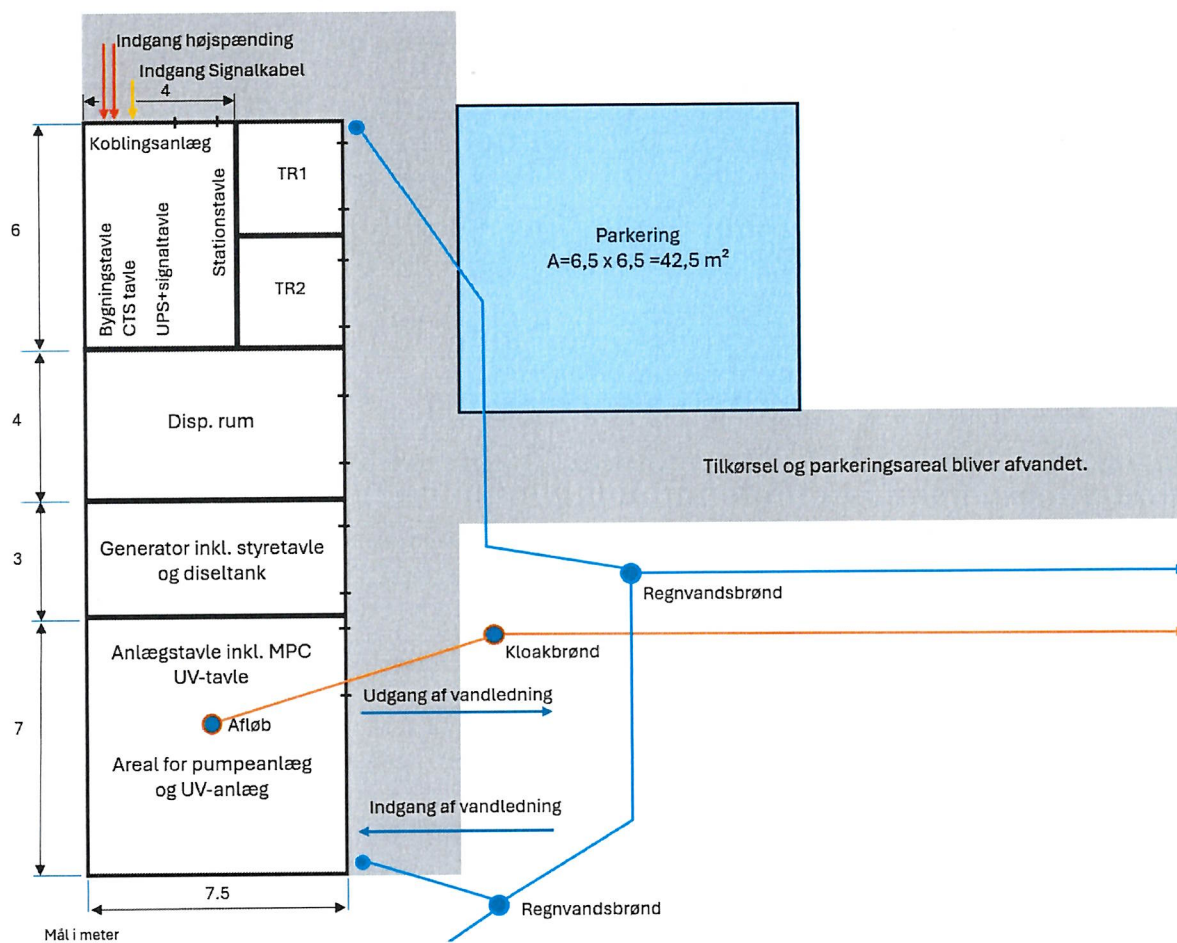 Indgang højspænding
Indgang Signalkabel
4
Koblingsanlæg
Bygningstavle
CTS tavle
UPS+signaltavle
Stationstavle
TR1
TR2
6
Parkering
A=6,5 x 6,5 =42,5 m²
4
Disp. rum
Tilkørsel og parkeringsareal bliver afvandet.
3
Generator inkl. styretavle
og diseltank
Regnvandsbrønd
Kloakbrønd
7
Anlægstavle inkl. MPC
UV-tavle
Udgang af vandledning
Afløb
Areal for pumpeanlæg
og UV-anlæg
Indgang af vandledning
7.5
Regnvandsbrønd
Mål i meter